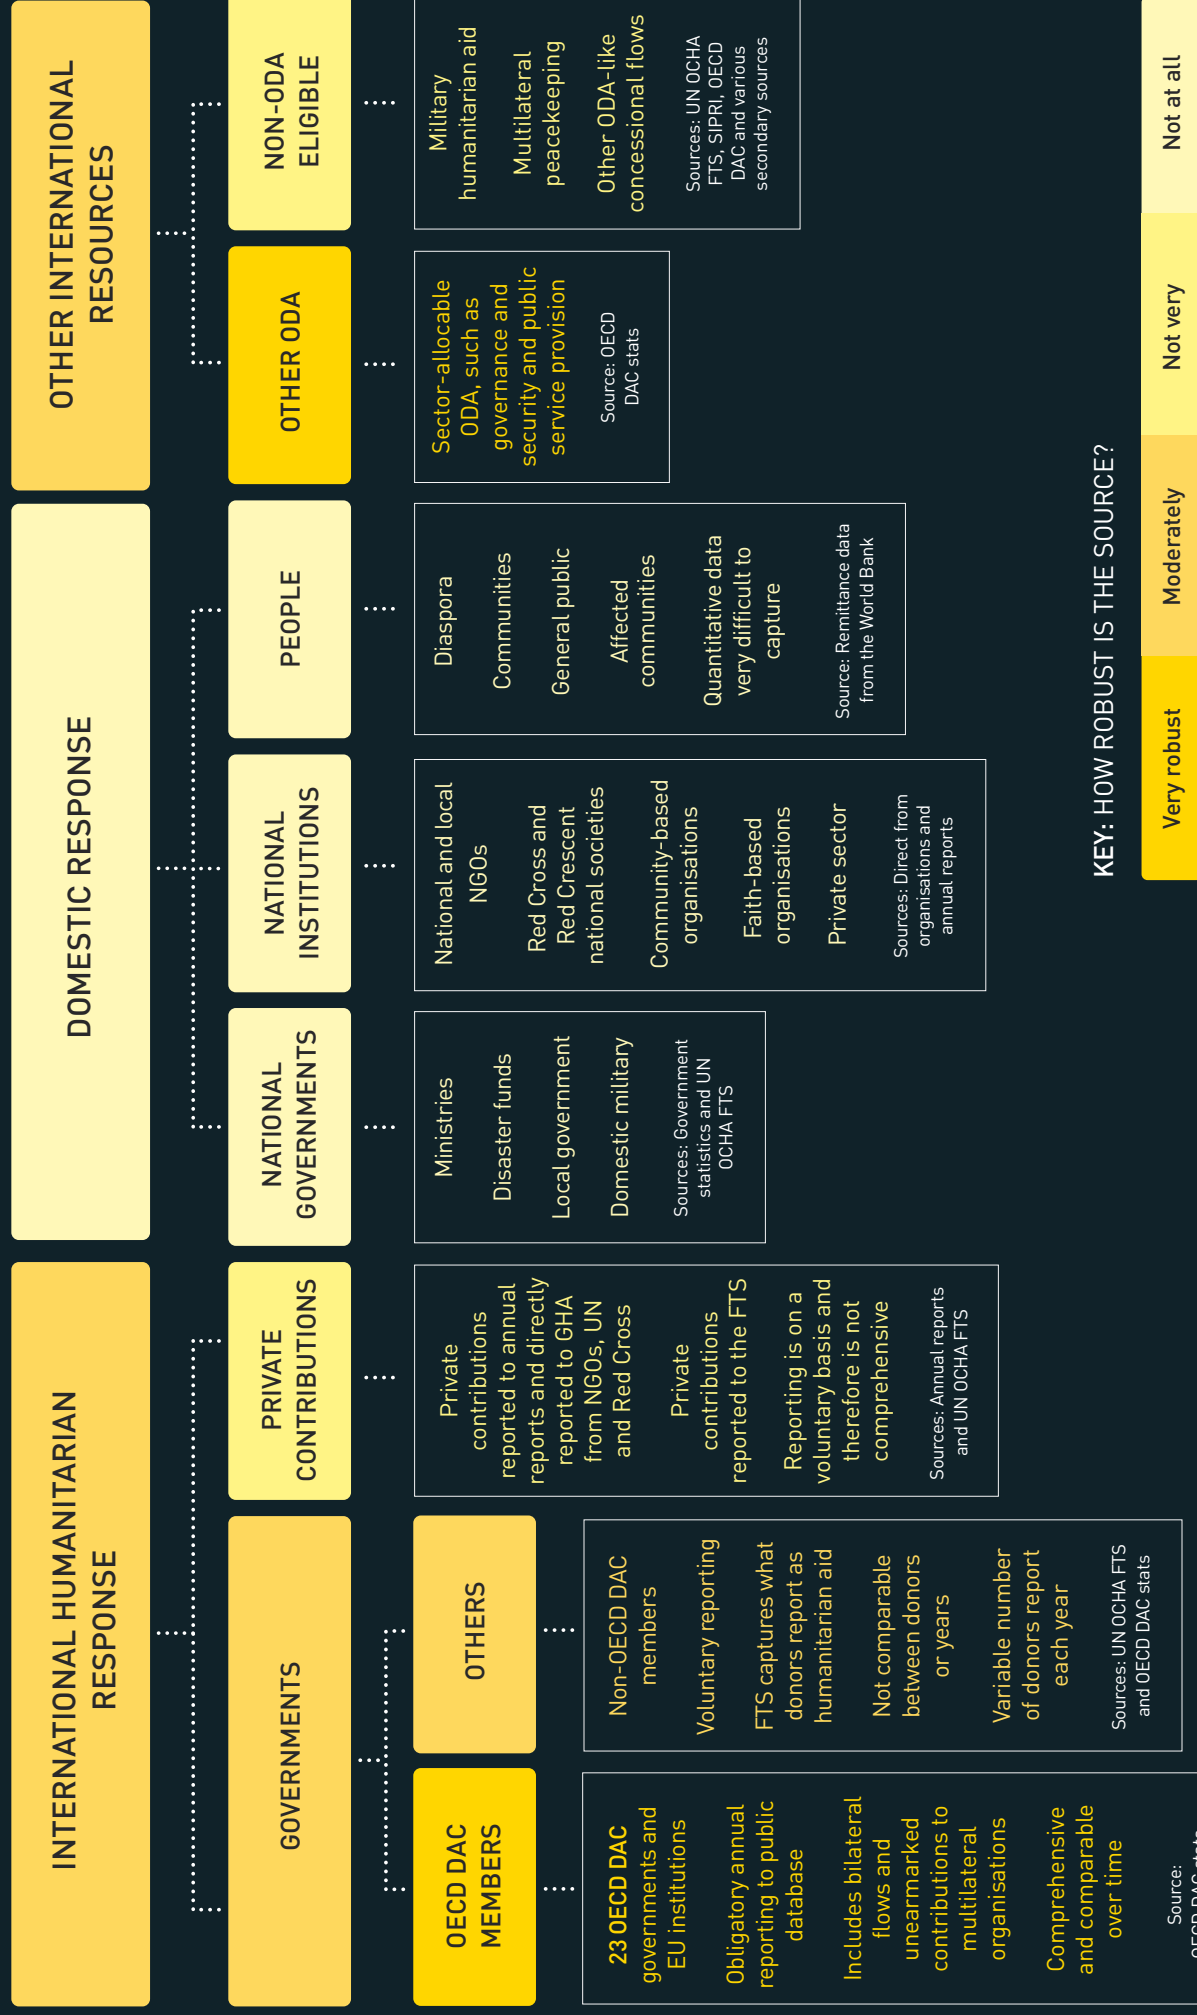 INTERNATIONAL HUMANITARIAN
RESPONSE
DOMESTIC RESPONSE
OTHER INTERNATIONAL
RESOURCES
GOVERNMENTS
PRIVATE
CONTRIBUTIONS
NATIONAL
GOVERNMENTS
NATIONAL
INSTITUTIONS
PEOPLE
OTHER ODA
NON-ODA
ELIGIBLE
OECD DAC
MEMBERS
OTHERS
23 OECD DAC
governments and
EU institutions
Obligatory annual
reporting to public
database
Includes bilateral
flows and
unearmarked
contributions to
multilateral
organisations
Comprehensive
and comparable
over time
Source:
OECD DAC stats
Non-OECD DAC
members
Voluntary reporting
FTS captures what
donors report as
humanitarian aid
Not comparable
between donors
or years
Variable number
of donors report
each year
Sources: UN OCHA FTS
and OECD DAC stats
Private
contributions
reported to annual
reports and directly
reported to GHA
from NGOs, UN
and Red Cross
Private
contributions
reported to the FTS
Reporting is on a
voluntary basis and
therefore is not
comprehensive
Sources: Annual reports
and UN OCHA FTS
Ministries
Disaster funds
Local government
Domestic military
Sources: Government
statistics and UN
OCHA FTS
National and local
NGOs
Red Cross and
Red Crescent
national societies
Community-based
organisations
Faith-based
organisations
Private sector
Sources: Direct from
organisations and
annual reports
Diaspora
Communities
General public
Affected
communities
Quantitative data
very difficult to
capture
Source: Remittance data
from the World Bank
Sector-allocable
ODA, such as
governance and
security and public
service provision
Source: OECD
DAC stats
Military
humanitarian aid
Multilateral
peacekeeping
Other ODA-like
concessional flows
Sources: UN OCHA
FTS, SIPRI, OECD
DAC and various
secondary sources
KEY: HOW ROBUST IS THE SOURCE?
Very robust
Moderately
Not very
Not at all